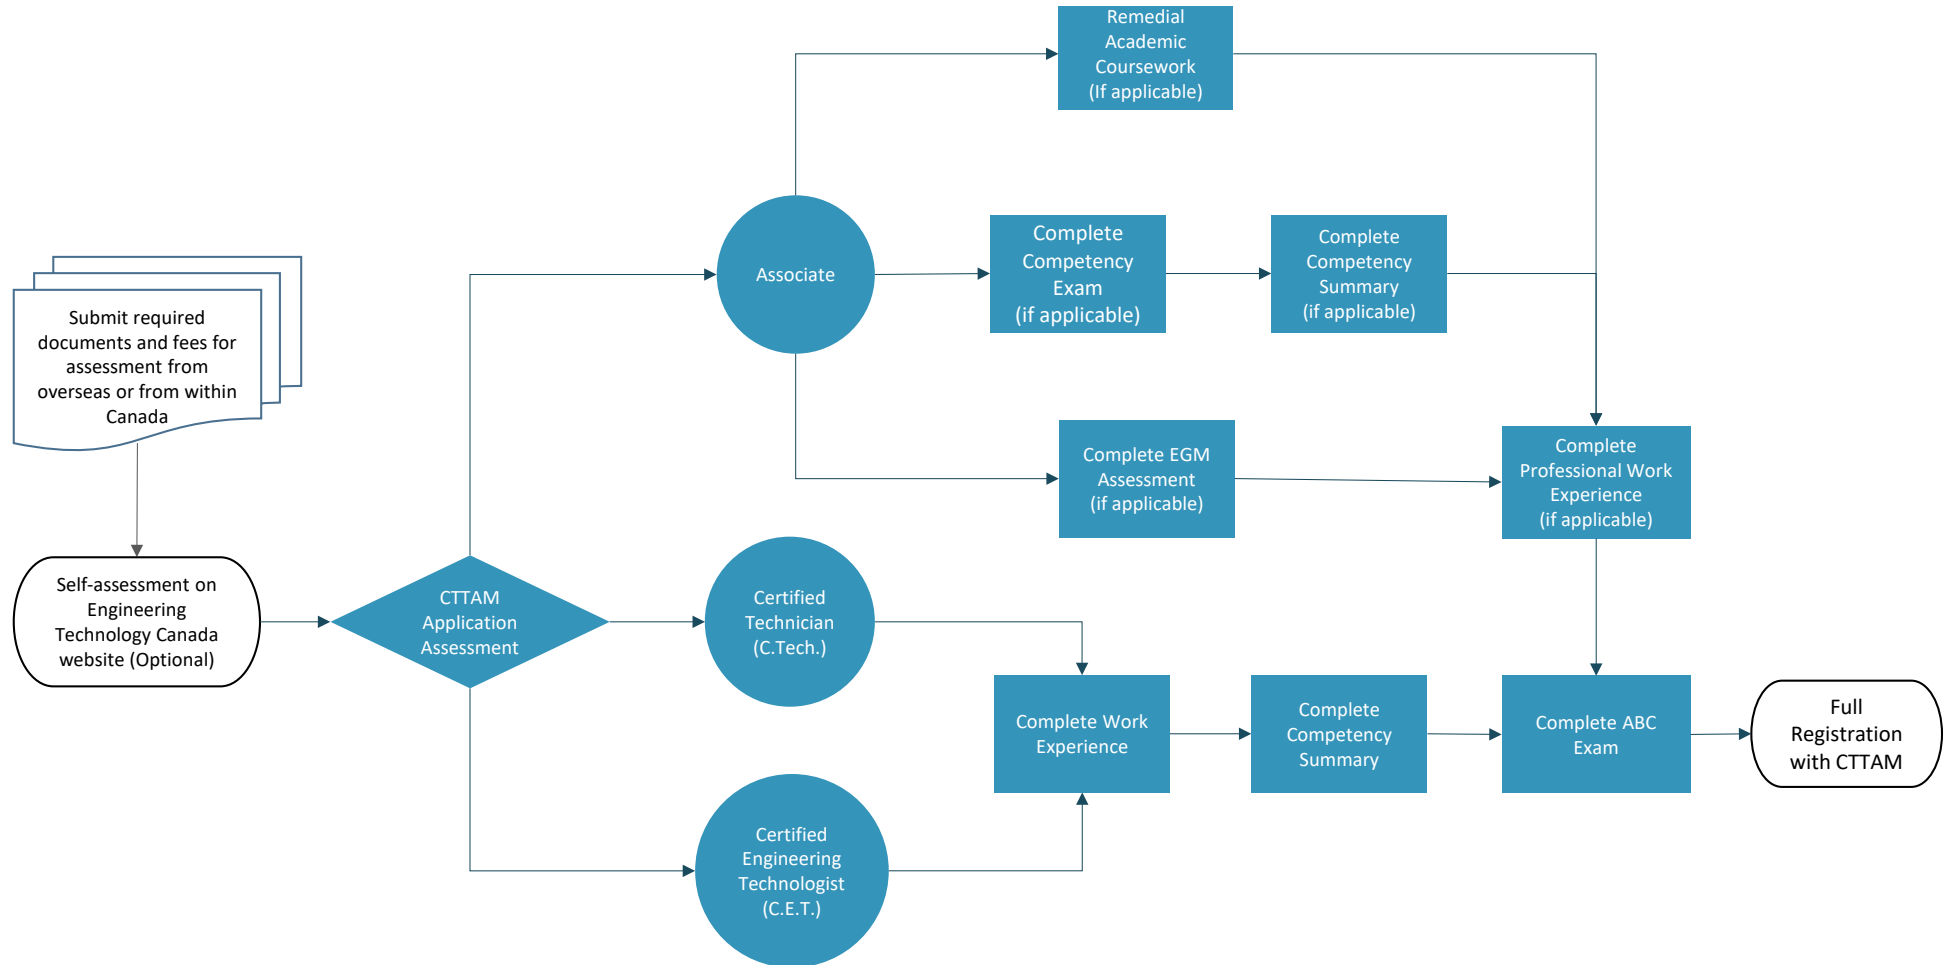 Submit required
documents and fees for
assessment from
overseas or from within
Canada
Self-assessment on
Engineering
Technology Canada
website (Optional)
CTTAM
Application
Assessment
Associate
Remedial
Academic
Coursework
(If applicable)
Complete
Competency
Exam
(if applicable)
Complete
Competency
Summary
(if applicable)
Complete EGM
Assessment
(if applicable)
Complete
Professional Work
Experience
(if applicable)
Certified
Technician
(C.Tech.)
Certified
Engineering
Technologist
(C.E.T.)
Complete Work
Experience
Complete
Competency
Summary
Complete ABC
Exam
Full
Registration
with CTTAM